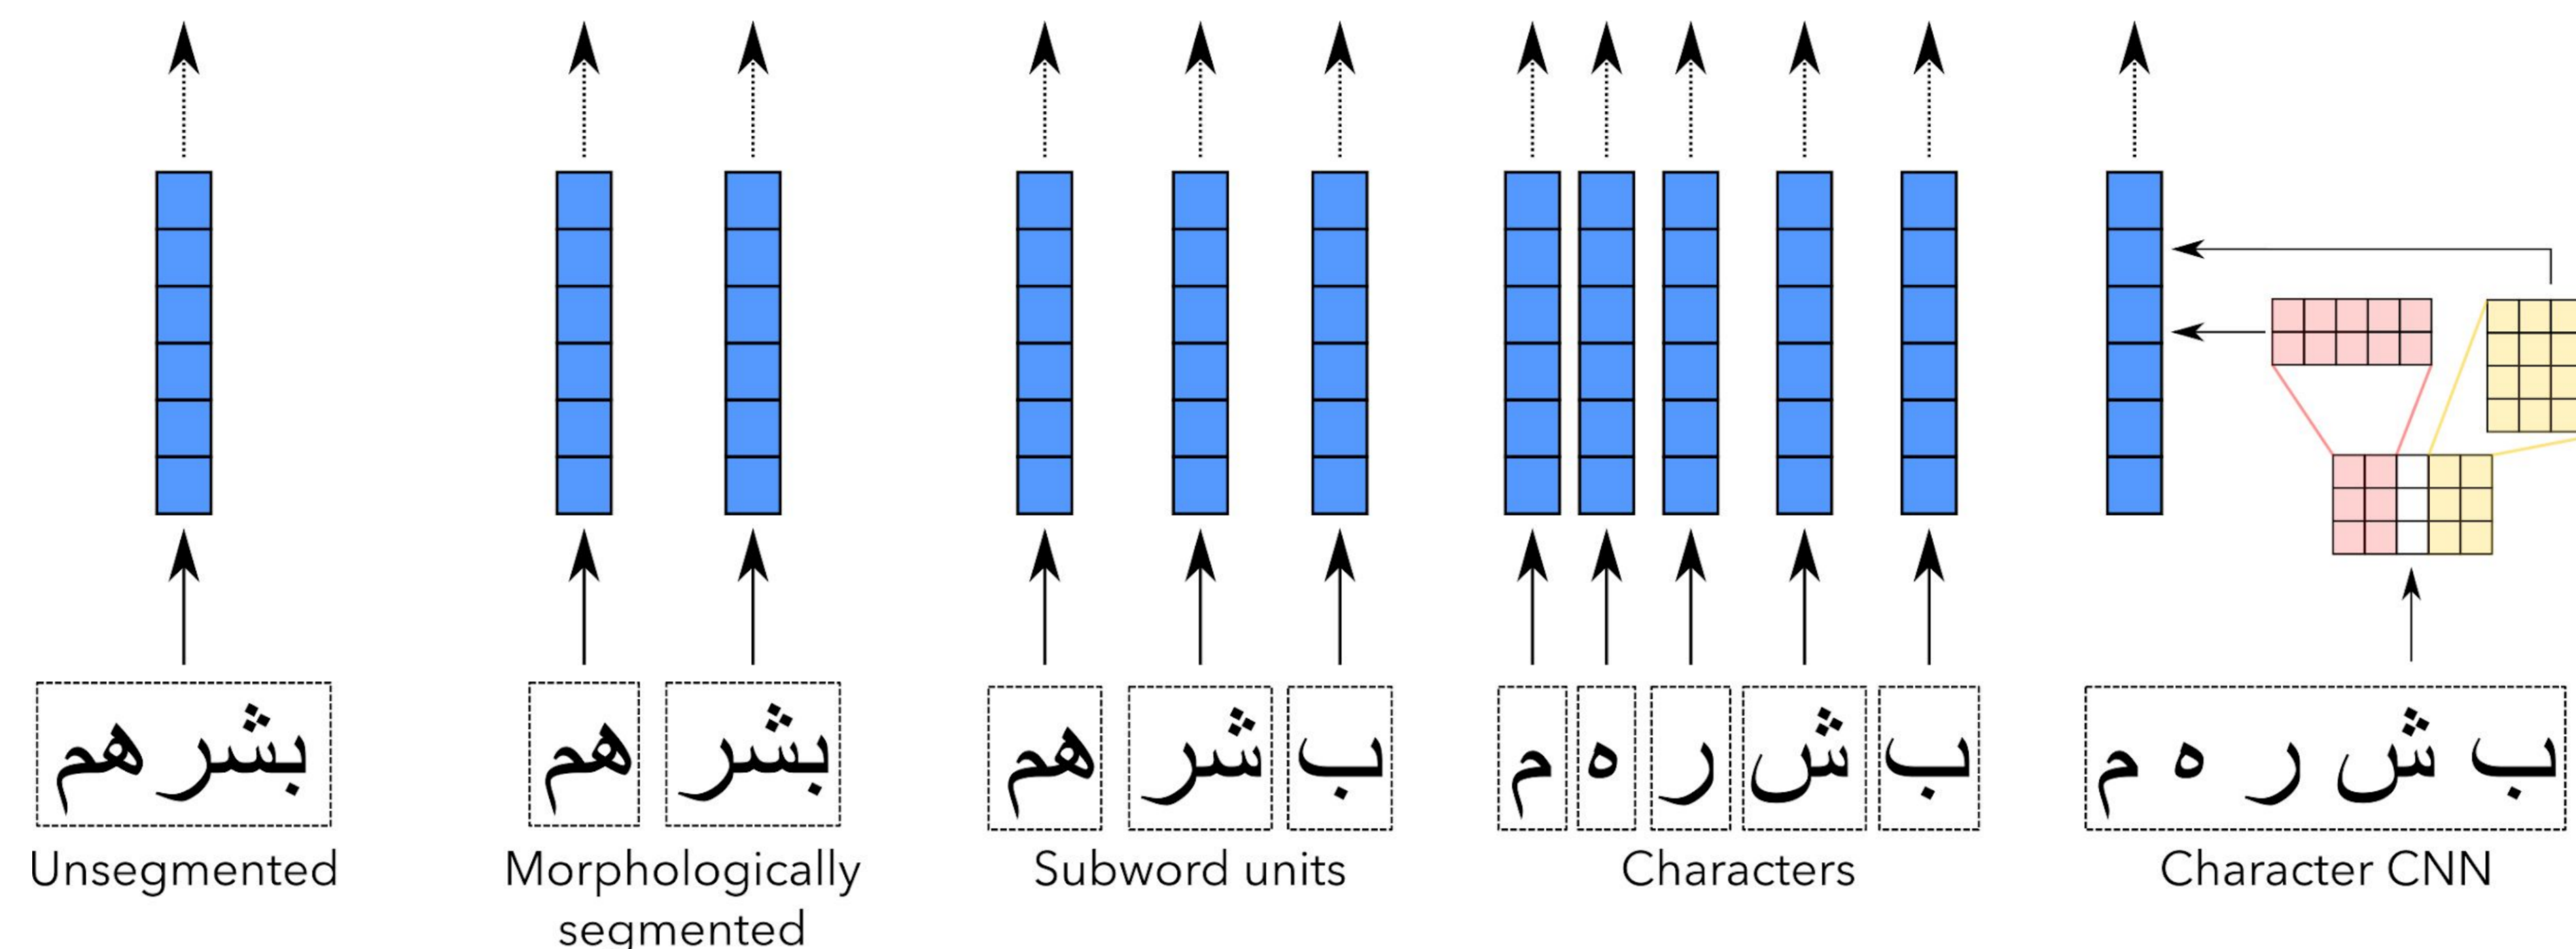 بشرهم
Unsegmented
بشر هم
Morphologically
segmented
ب شر هم
Subword units
ب ش ر ه م
Characters
ب ش ر ه م
Character CNN